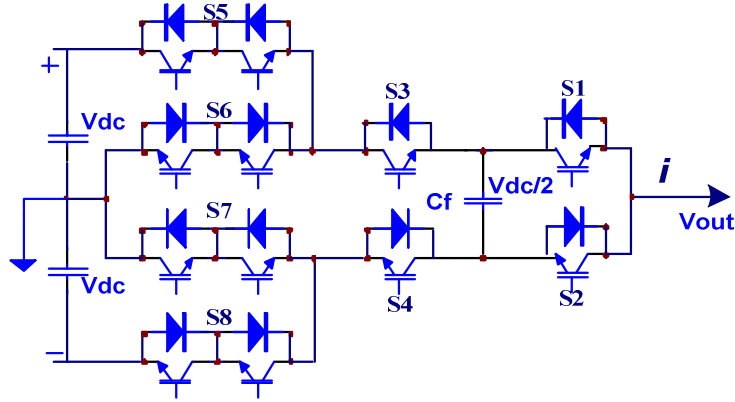 S5
+
Vdc
S6
S3
S1
Vdc/2
Cf
i
Vout
S7
Vdc
S4
S2
S8
−